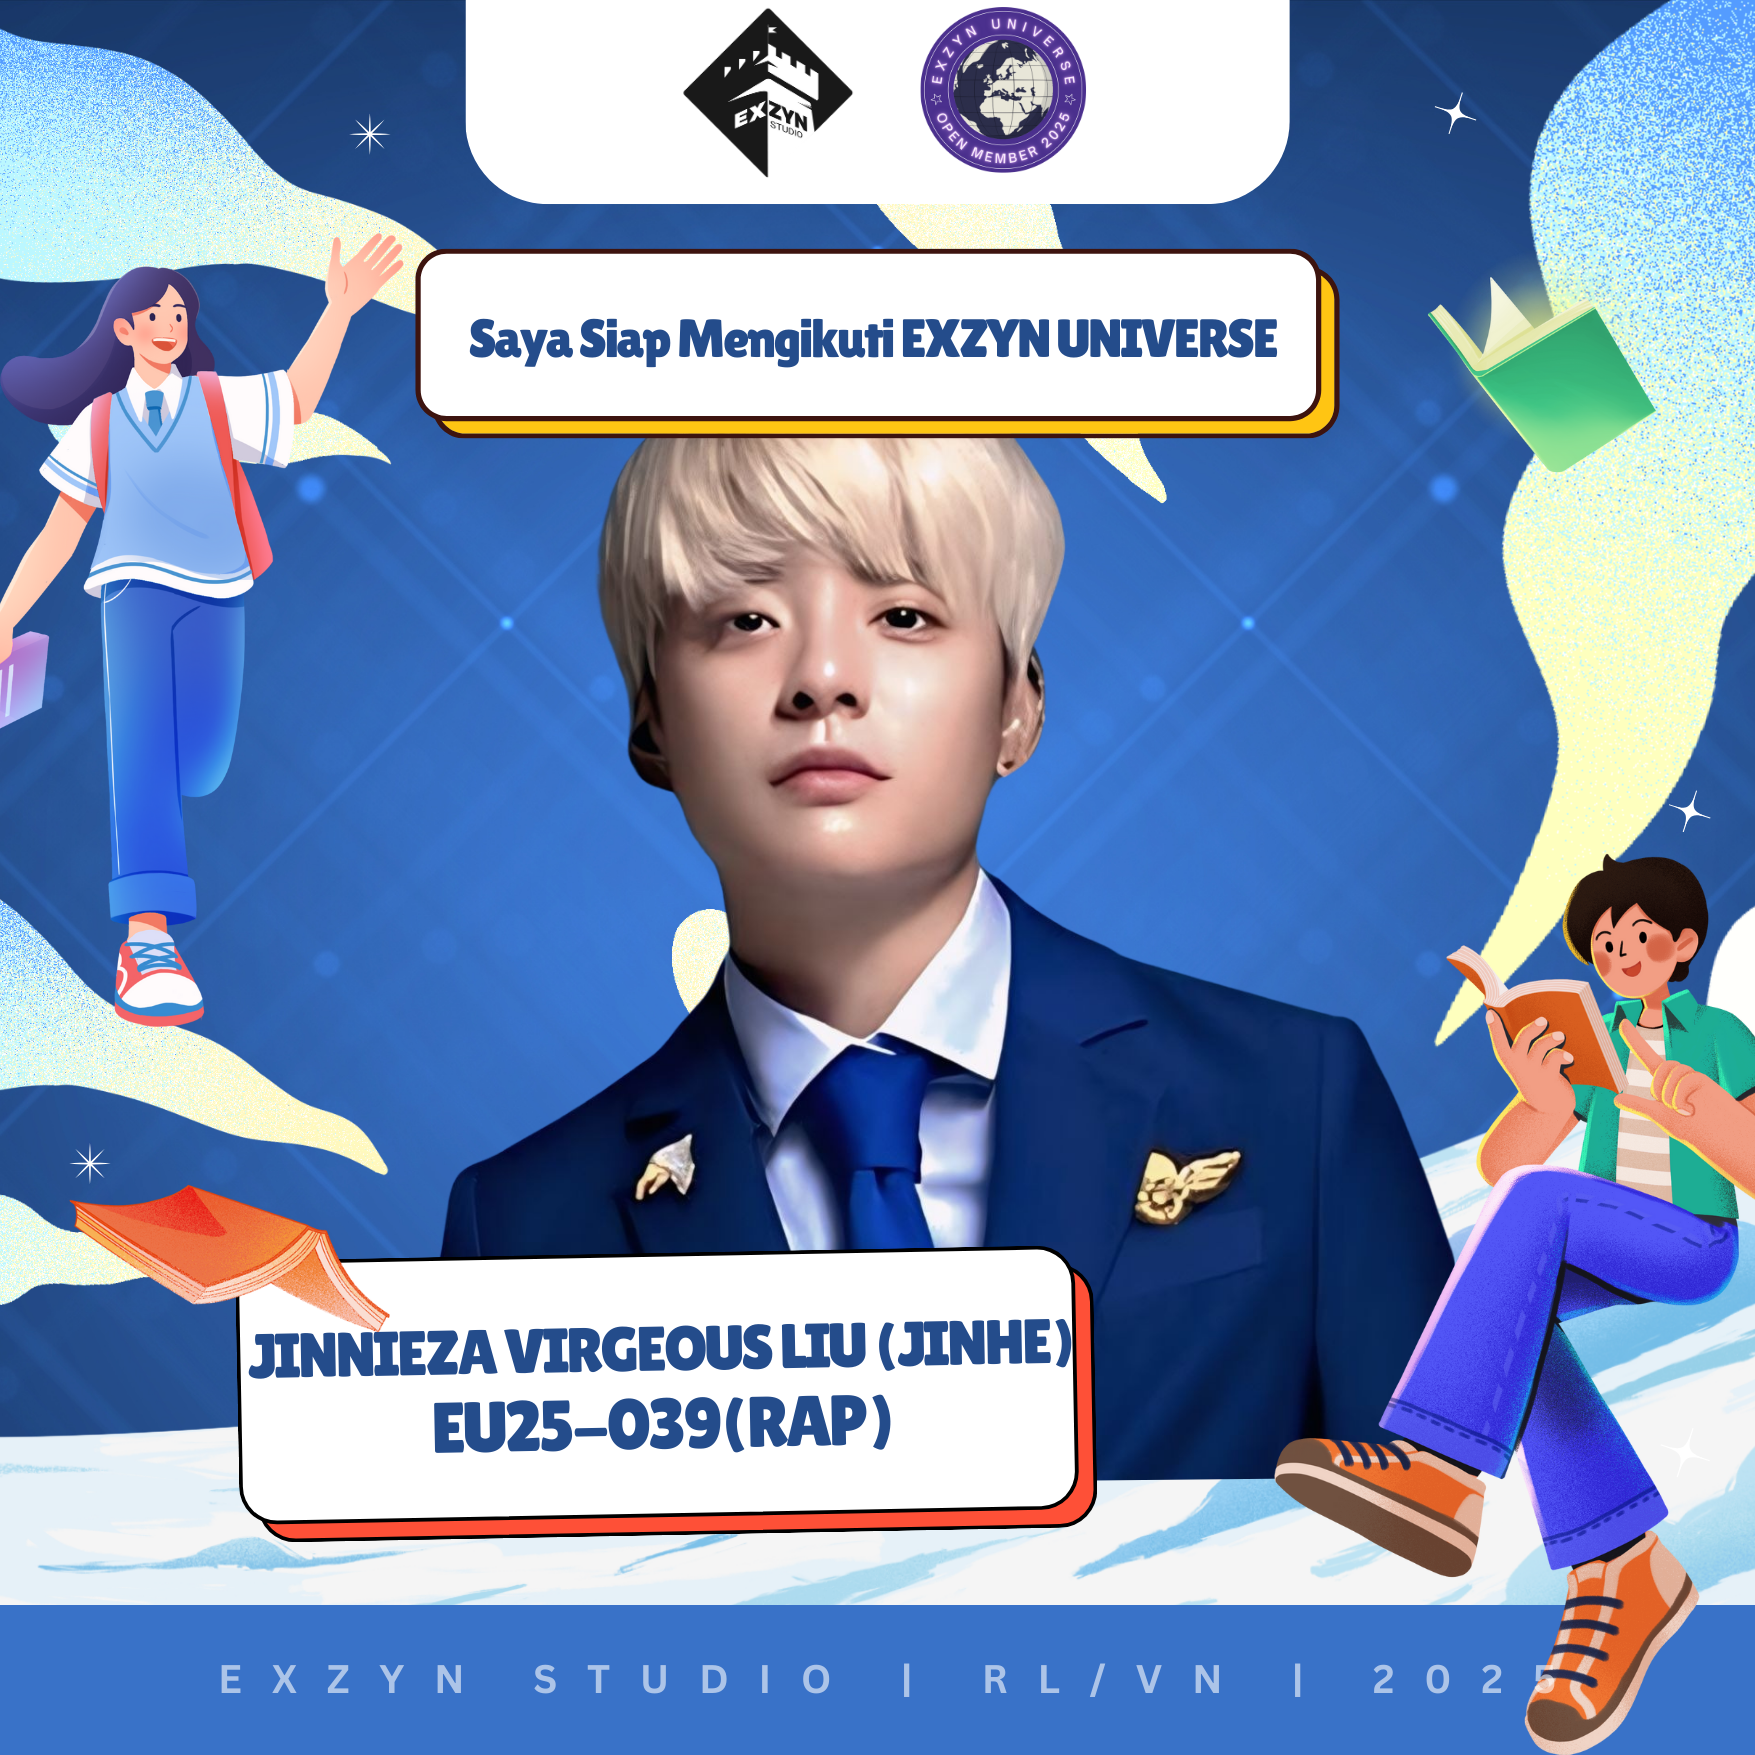 EXZYN
STUDIO
EXZYN UNIVERSE
OPEN MEMBER 2025
Saya Siap Mengikuti EXZYN UNIVERSE
JINNIEZA VIRGEOUS LIU (JINHE)
EU25-039(RAP)
EXZYN STUDIO | RL/VN | 2025